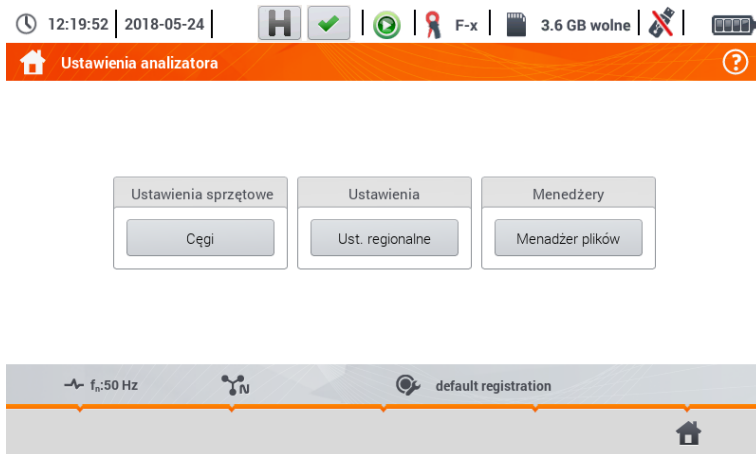 12:19:52 2018-05-24 H F-x 3.6 GB wolne
Ustawienia analizatora ?
Ustawienia sprzętowe Ustawienia Menedżery
Cęgi Ust. regionalne Menadżer plików
fn:50 Hz N default registration